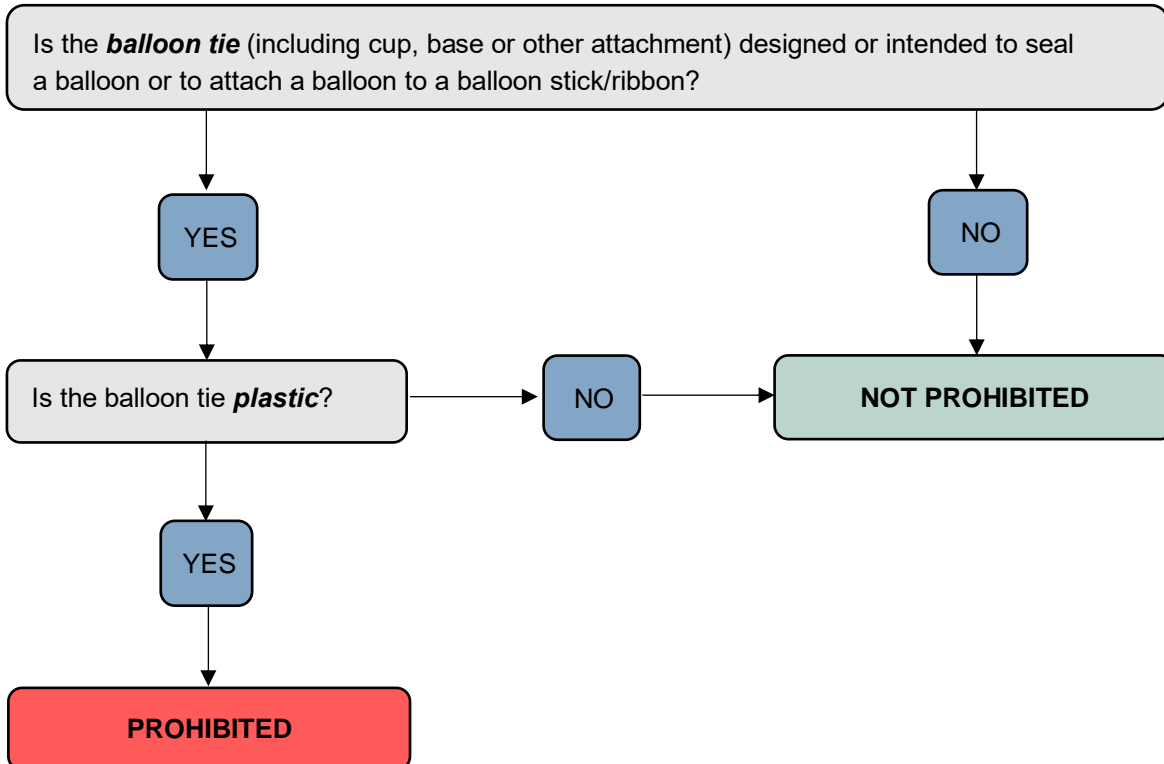 Is the balloon tie (including cup, base or other attachment) designed or intended to seal
a balloon or to attach a balloon to a balloon stick/ribbon?
YES
NO
Is the balloon tie plastic?
NO
NOT PROHIBITED
YES
PROHIBITED